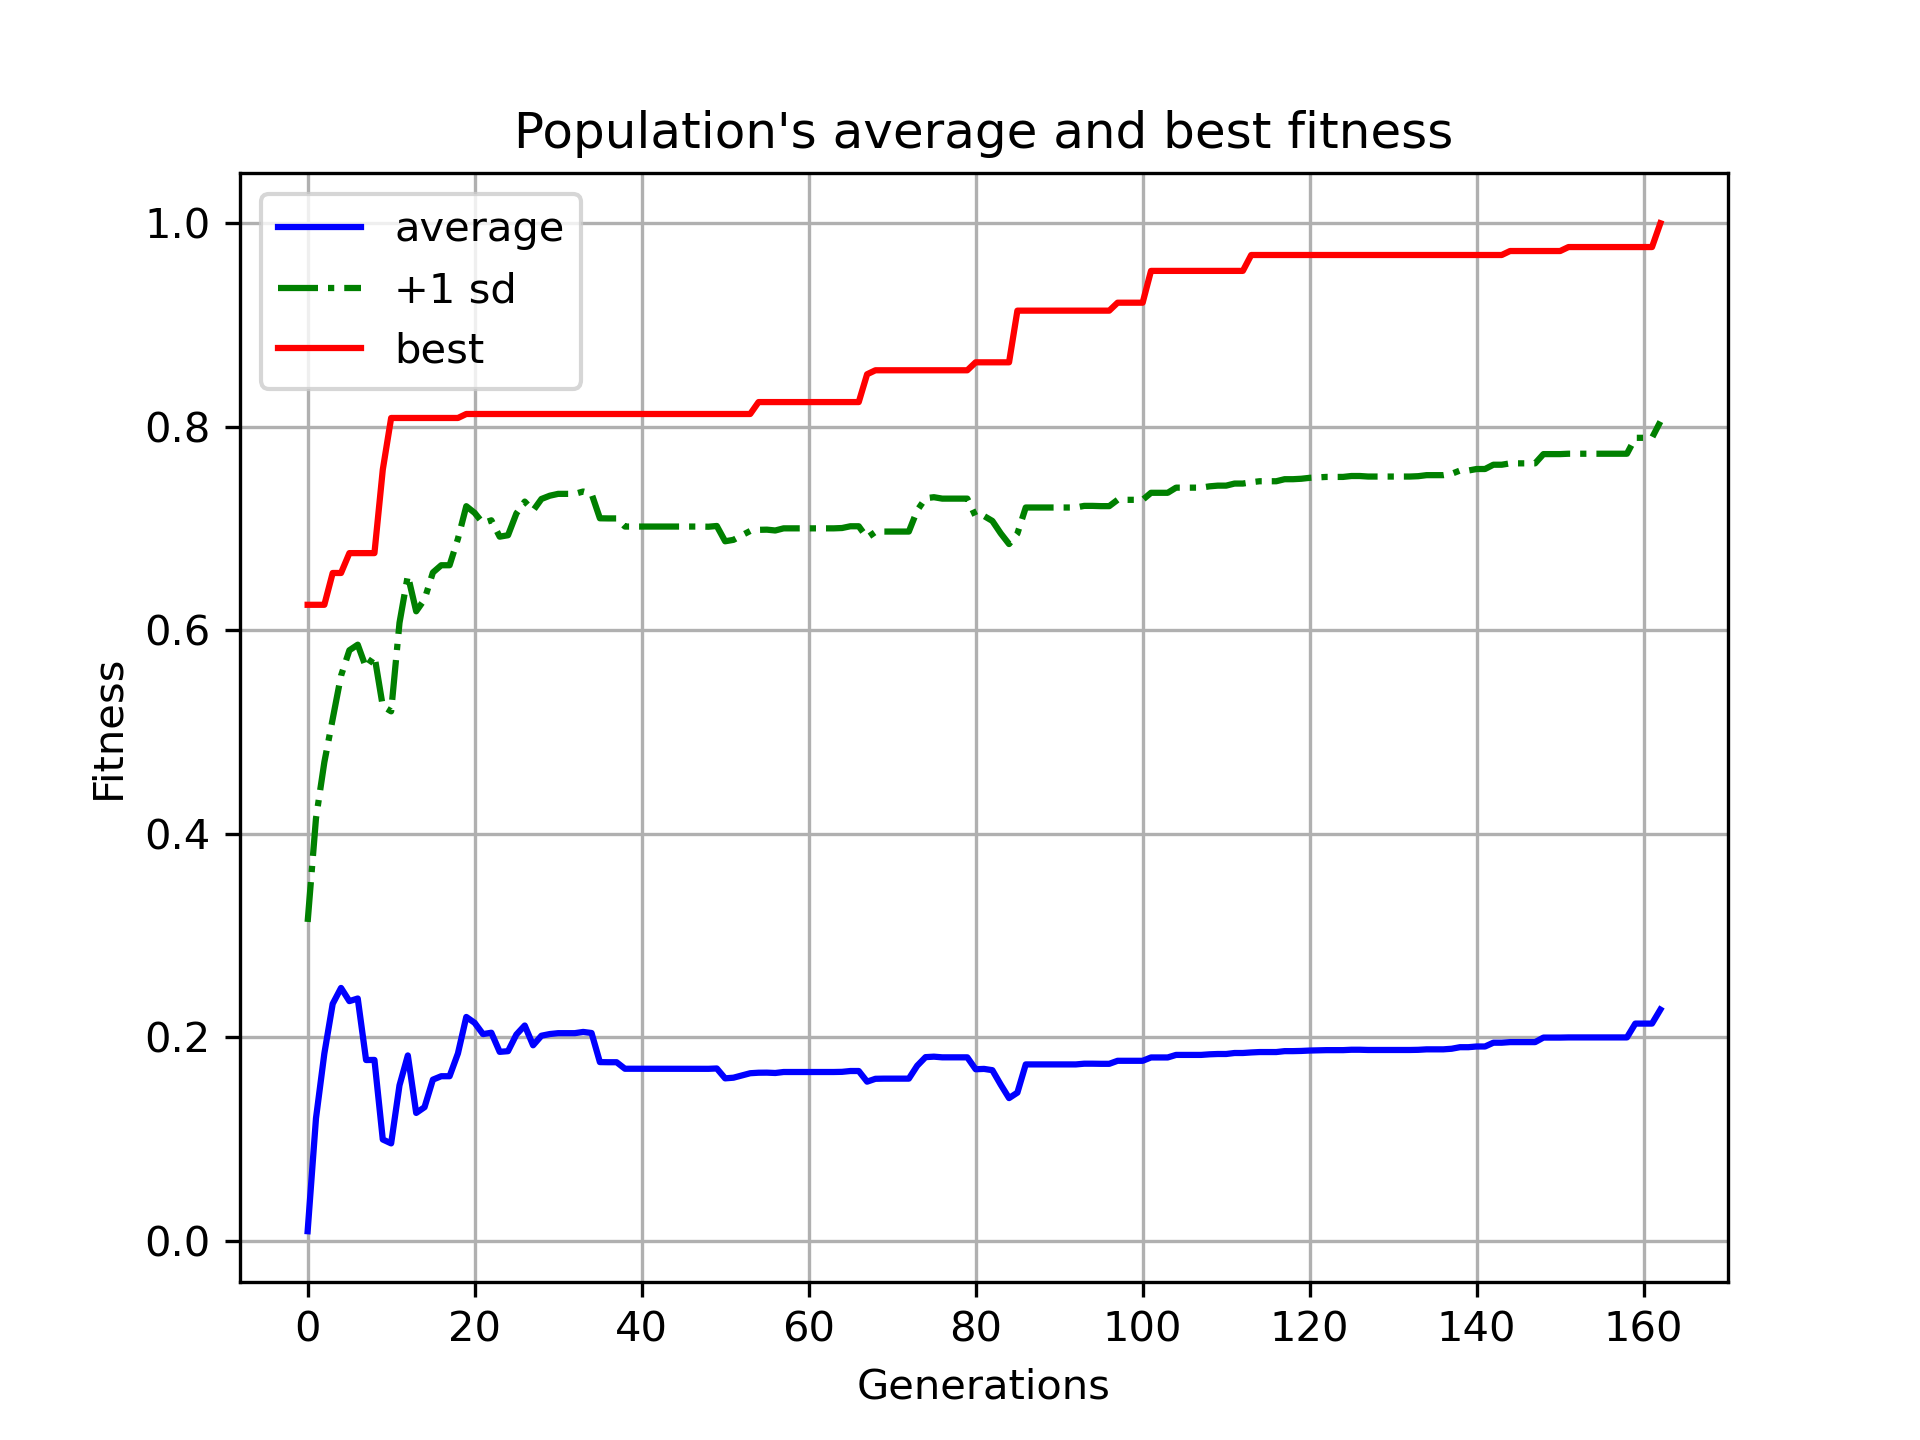 Population's average and best fitness
average
+1 sd
best
1.0
0.8
0.6
0.4
0.2
0.0
Fitness
0 20 40 60 80 100 120 140 160
Generations